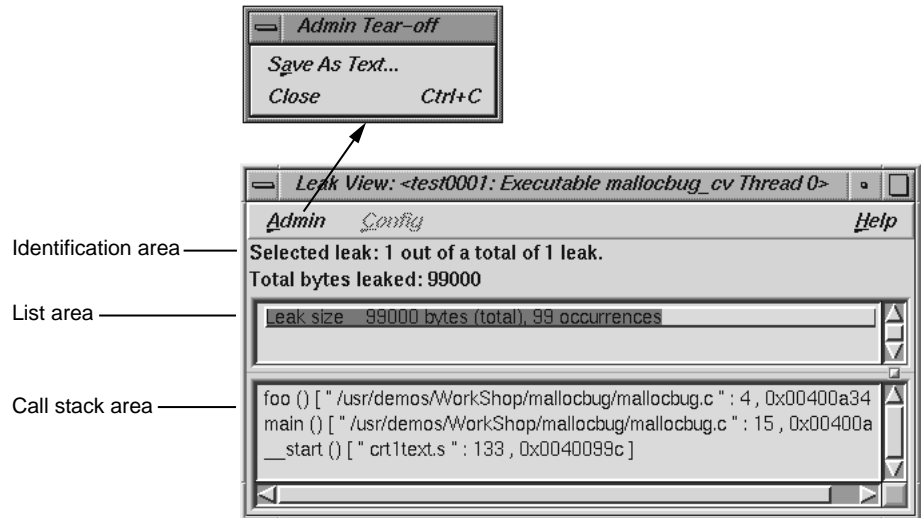 Admin Tear-off
Save As Text...
Close Ctrl+C
Leak View: <test0001: Executable mallocbug_cv Thread 0>
Admin Config Help
Identification area
Selected leak: 1 out of a total of 1 leak.
Total bytes leaked: 99000
List area
Leak size 99000 bytes (total), 99 occurrences
Call stack area
foo () [ " /usr/demos/WorkShop/mallocbug/mallocbug.c " : 4 , 0x00400a34
main () [ " /usr/demos/WorkShop/mallocbug/mallocbug.c " : 15 , 0x00400a
__start () [ " crt1text.s " : 133 , 0x0040099c ]